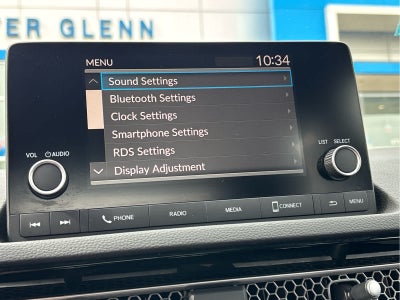 PER GLENN
MENU 10:34
Sound Settings
Bluetooth Settings
Clock Settings
Smartphone Settings
RDS Settings
Display Adjustment
VOL AUDIO
LIST SELECT
PHONE RADIO MEDIA CONNECT MENU